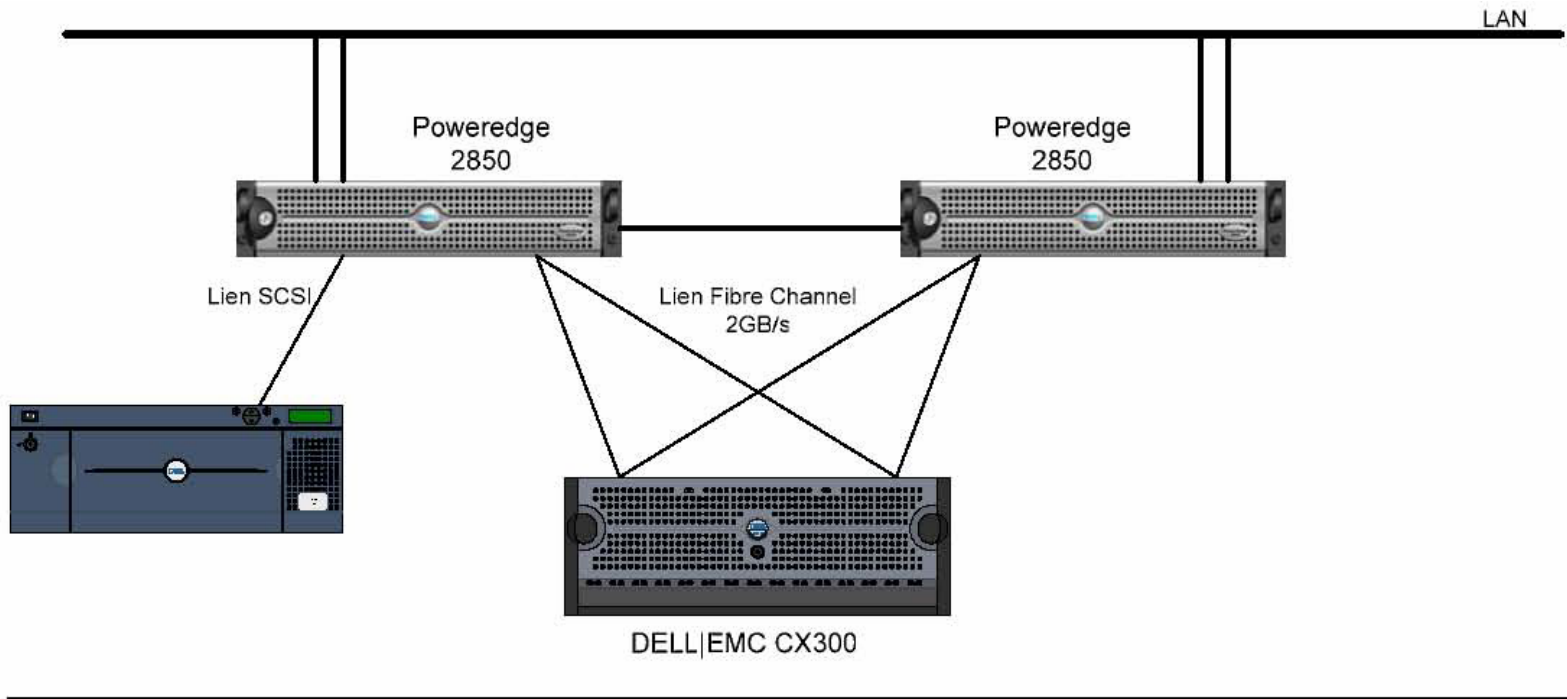 LAN
Poweredge
2850
Poweredge
2850
Lien SCSI
Lien Fibre Channel
2GB/s
DELL|EMC CX300